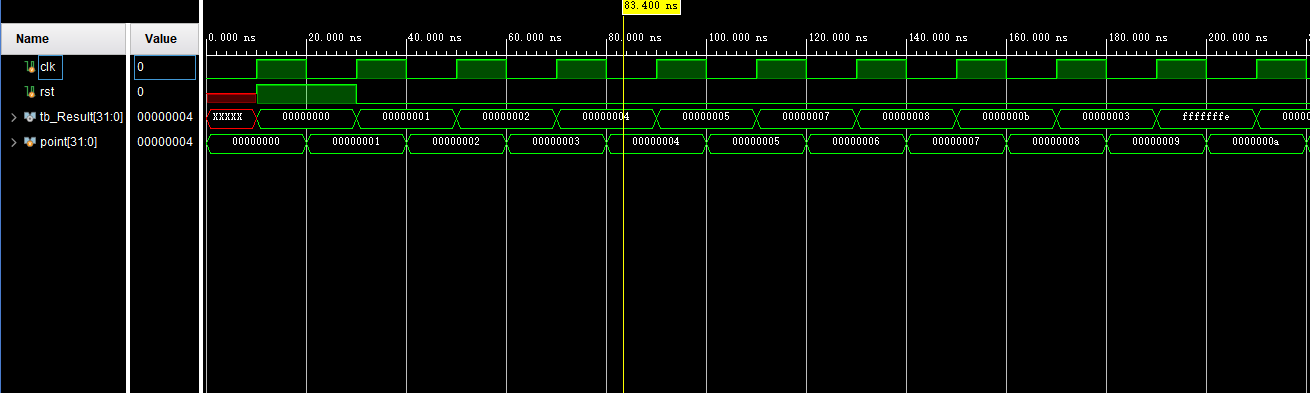 83.400 ns
Name Value
0.000 ns 20.000 ns 40.000 ns 60.000 ns 80.000 ns 100.000 ns 120.000 ns 140.000 ns 160.000 ns 180.000 ns 200.000 ns
clk 0
rst 0
tb_Result[31:0] 00000004 XXXXX 00000000 00000001 00000002 00000004 00000005 00000007 00000008 0000000b 00000003 fffffffe 00000
point[31:0] 00000004 00000000 00000001 00000002 00000003 00000004 00000005 00000006 00000007 00000008 00000009 0000000a